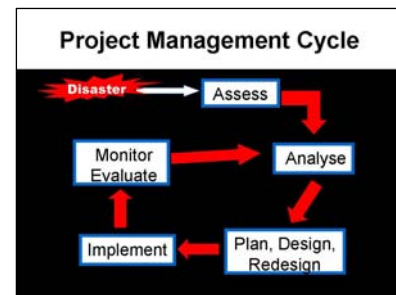 Project Management Cycle
Disaster
Assess
Analyse
Plan, Design,
Redesign
Implement
Monitor
Evaluate